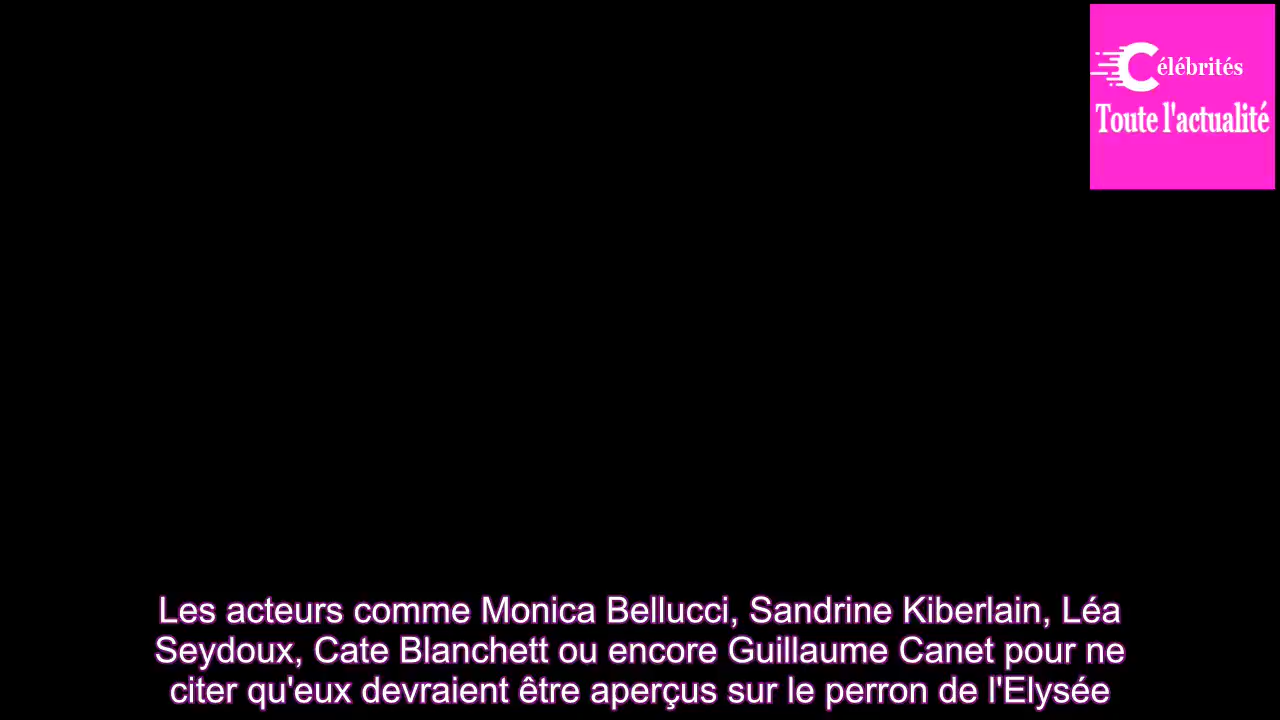 Célébrités
Toute l'actualité
Les acteurs comme Monica Bellucci, Sandrine Kiberlain, Léa
Seydoux, Cate Blanchett ou encore Guillaume Canet pour ne
citer qu'eux devraient être aperçus sur le perron de l'Elysée